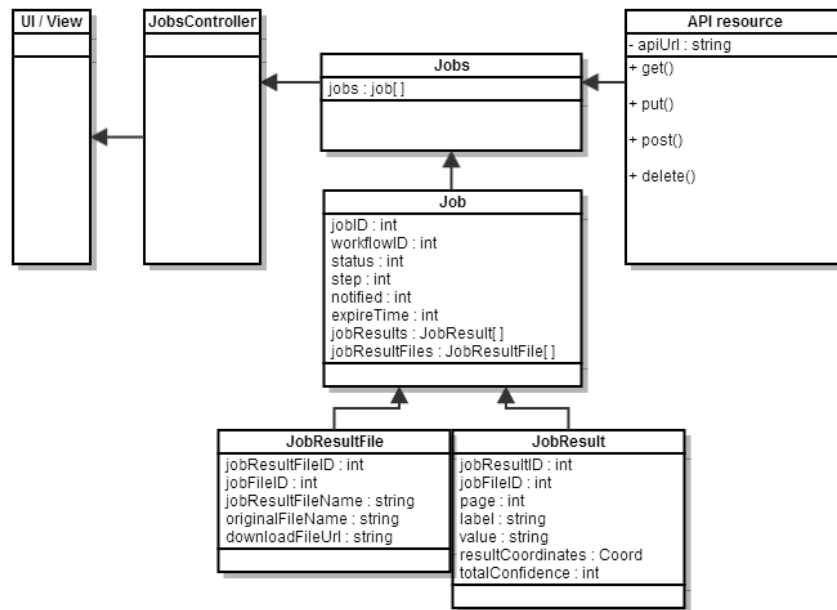 UI / View
JobsController
API resource
- apiUrl : string
+ get()
+ put()
+ post()
+ delete()
Jobs
jobs : job[ ]
Job
jobID : int
workflowID : int
status : int
step : int
notified : int
expireTime : int
jobResults : JobResult[ ]
jobResultFiles : JobResultFile[ ]
JobResultFile
jobResultFileID : int
jobFileID : int
jobResultFileName : string
originalFileName : string
downloadFileUrl : string
JobResult
jobResultID : int
jobFileID : int
page : int
label : string
value : string
resultCoordinates : Coord
totalConfidence : int